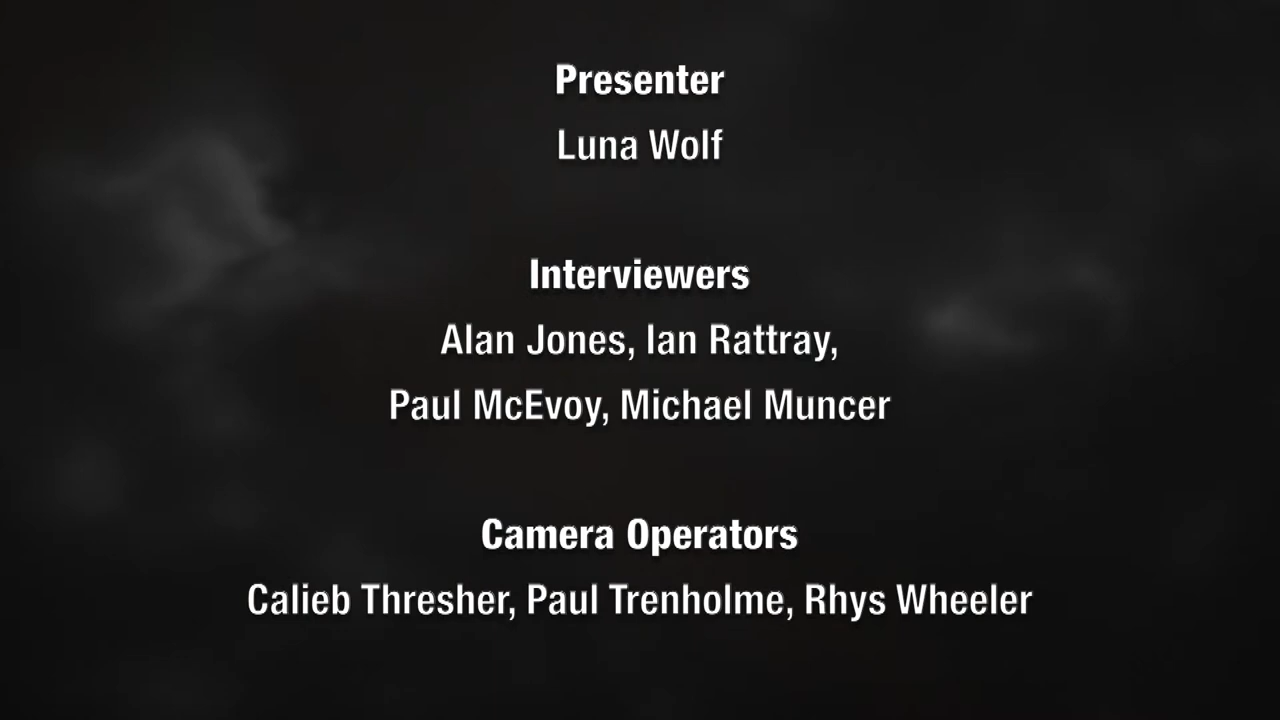 Presenter
Luna Wolf
Interviewers
Alan Jones, Ian Rattray,
Paul McEvoy, Michael Muncer
Camera Operators
Calieb Thresher, Paul Trenholme, Rhys Wheeler